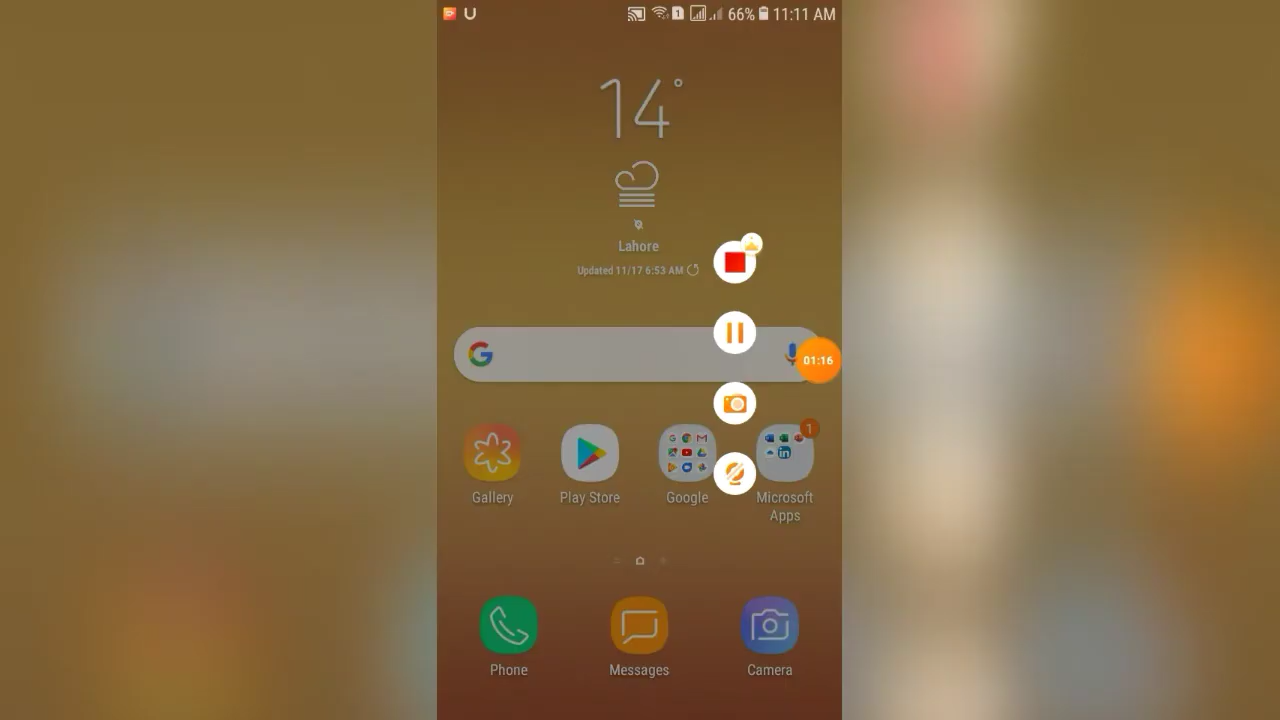 66% 11:11 AM
14°
Lahore
Updated 11/17 6:53 AM
01:16
1
Gallery
Play Store
Google
Microsoft
Apps
Phone
Messages
Camera